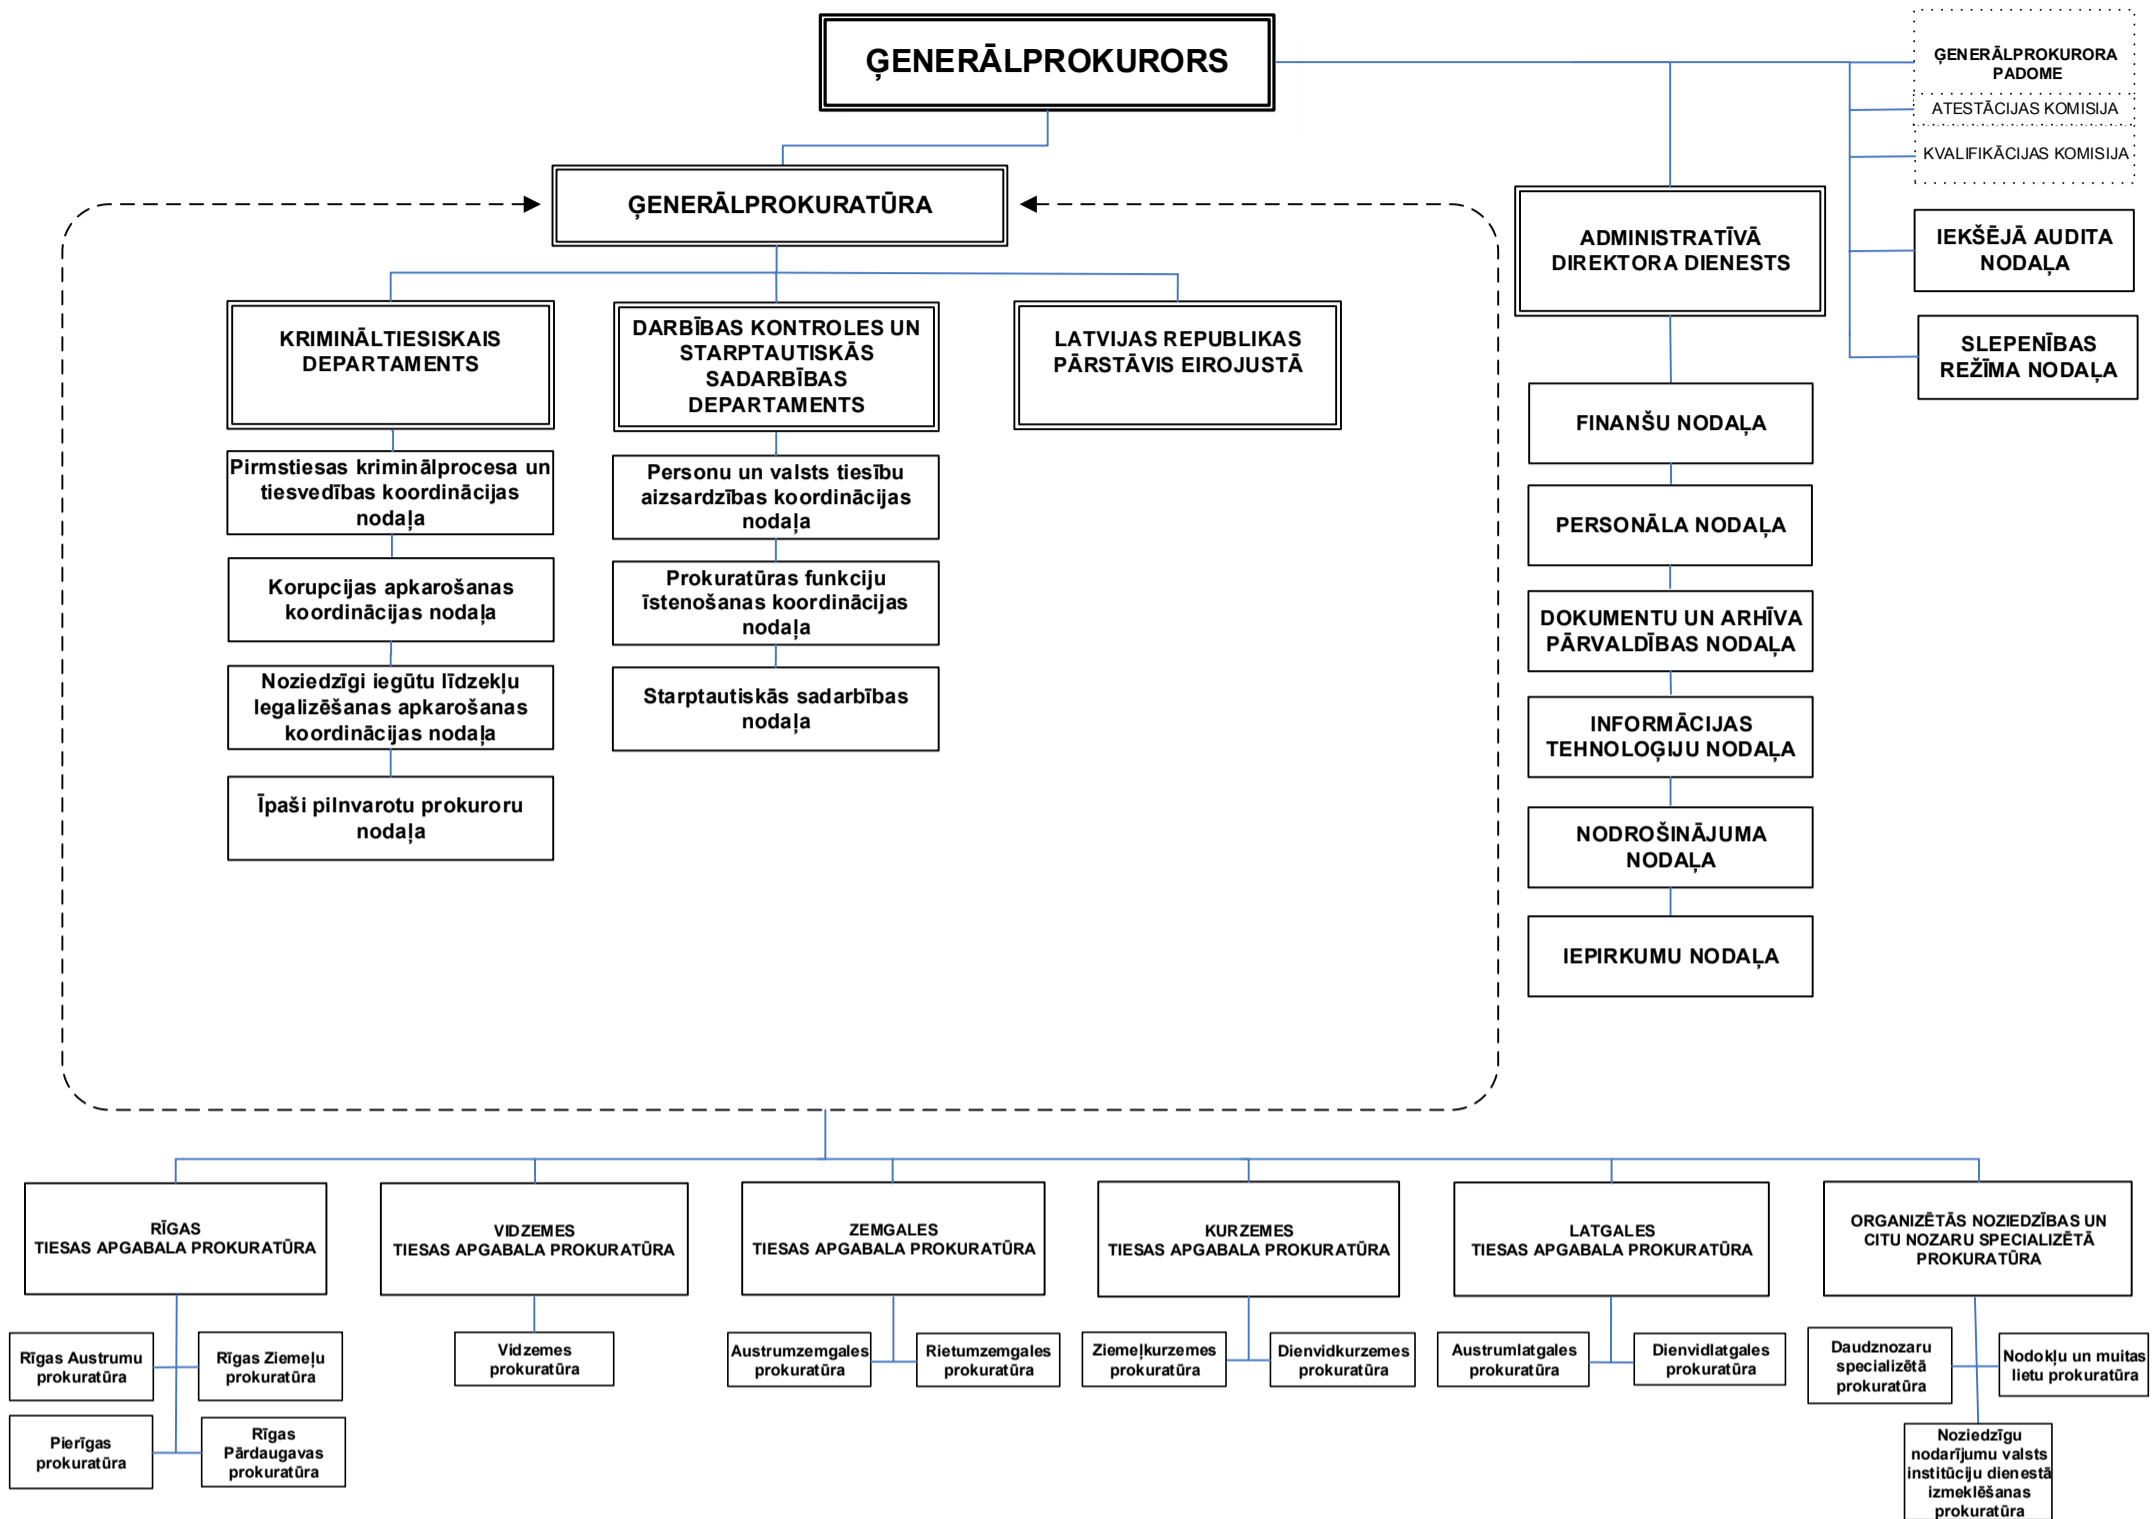 ĢENERĀLPROKURORS
ĢENERĀLPROKURORA
PADOME
ATESTĀCIJAS KOMISIJA
KVALIFIKĀCIJAS KOMISIJA
ĢENERĀLPROKURATŪRA
ADMINISTRATĪVĀ
DIREKTORA DIENESTS
IEKŠĒJĀ AUDITA
NODAĻA
SLEPENĪBAS
REŽĪMA NODAĻA
KRIMINĀLTIESISKAIS
DEPARTAMENTS
DARBĪBAS KONTROLES UN
STARPTAUTISKĀS
SADARBĪBAS
DEPARTAMENTS
LATVIJAS REPUBLIKAS
PĀRSTĀVIS EIROJUSTĀ
Pirmstiesas kriminālprocesa un
tiesvedības koordinācijas
nodaļa
Korupcijas apkarošanas
koordinācijas nodaļa
Noziedzīgi iegūtu līdzekļu
legalizēšanas apkarošanas
koordinācijas nodaļa
Īpaši pilnvarotu prokuroru
nodaļa
Personu un valsts tiesību
aizsardzības koordinācijas
nodaļa
Prokuratūras funkciju
īstenošanas koordinācijas
nodaļa
Starptautiskās sadarbības
nodaļa
FINANŠU NODAĻA
PERSONĀLA NODAĻA
DOKUMENTU UN ARHĪVA
PĀRVALDĪBAS NODAĻA
INFORMĀCIJAS
TEHNOLOĢIJU NODAĻA
NODROŠINĀJUMA
NODAĻA
IEPIRKUMU NODAĻA
RĪGAS
TIESAS APGABALA PROKURATŪRA
VIDZEMES
TIESAS APGABALA PROKURATŪRA
ZEMGALES
TIESAS APGABALA PROKURATŪRA
KURZEMES
TIESAS APGABALA PROKURATŪRA
LATGALES
TIESAS APGABALA PROKURATŪRA
ORGANIZĒTĀS NOZIEDZĪBAS UN
CITU NOZARU SPECIALIZĒTĀ
PROKURATŪRA
Rīgas Austrumu
prokuratūra
Rīgas Ziemeļu
prokuratūra
Pierīgas
prokuratūra
Rīgas
Pārdaugavas
prokuratūra
Vidzemes
prokuratūra
Austrumzemgales
prokuratūra
Rietumzemgales
prokuratūra
Ziemeļkurzemes
prokuratūra
Dienvidkurzemes
prokuratūra
Austrumlatgales
prokuratūra
Dienvidlatgales
prokuratūra
Daudznozaru
specializētā
prokuratūra
Nodokļu un muitas
lietu prokuratūra
Noziedzīgu
nodarījumu valsts
institūciju dienestā
izmeklēšanas
prokuratūra